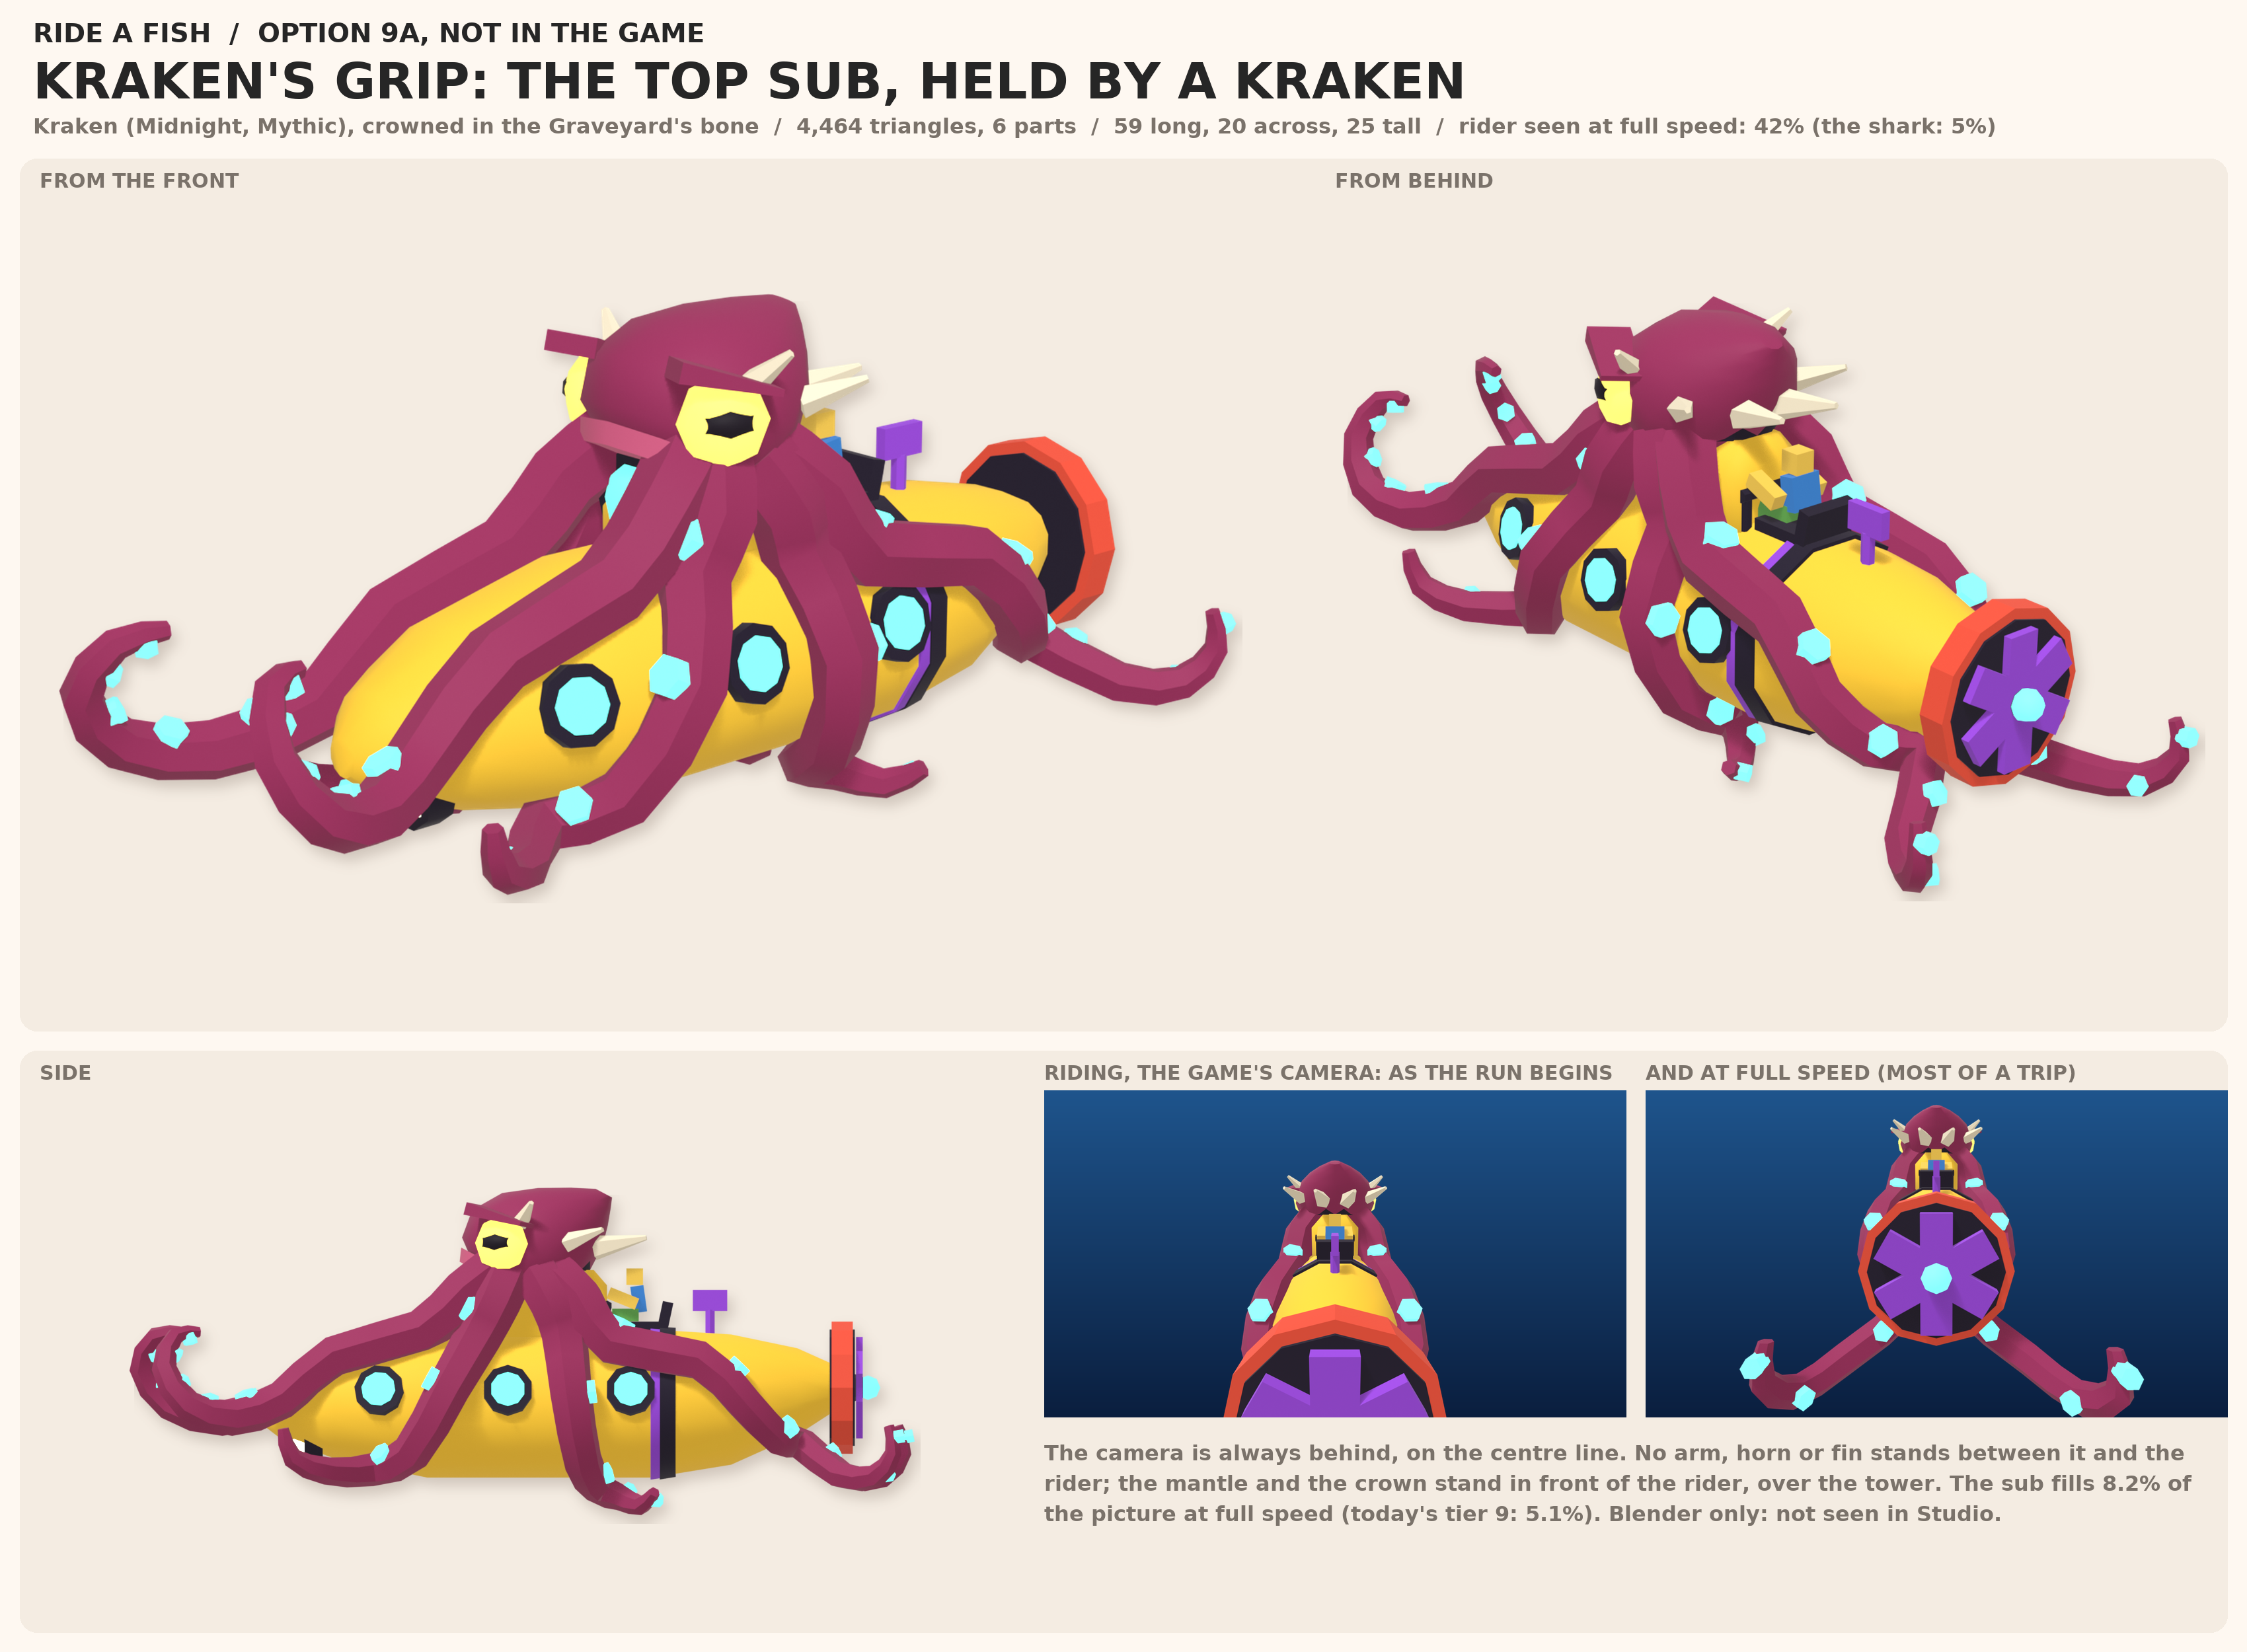 RIDE A FISH / OPTION 9A, NOT IN THE GAME
KRAKEN'S GRIP: THE TOP SUB, HELD BY A KRAKEN
Kraken (Midnight, Mythic), crowned in the Graveyard's bone / 4,464 triangles, 6 parts / 59 long, 20 across, 25 tall / rider seen at full speed: 42% (the shark: 5%)
FROM THE FRONT
FROM BEHIND
SIDE
RIDING, THE GAME'S CAMERA: AS THE RUN BEGINS
AND AT FULL SPEED (MOST OF A TRIP)
The camera is always behind, on the centre line. No arm, horn or fin stands between it and the
rider; the mantle and the crown stand in front of the rider, over the tower. The sub fills 8.2% of
the picture at full speed (today's tier 9: 5.1%). Blender only: not seen in Studio.